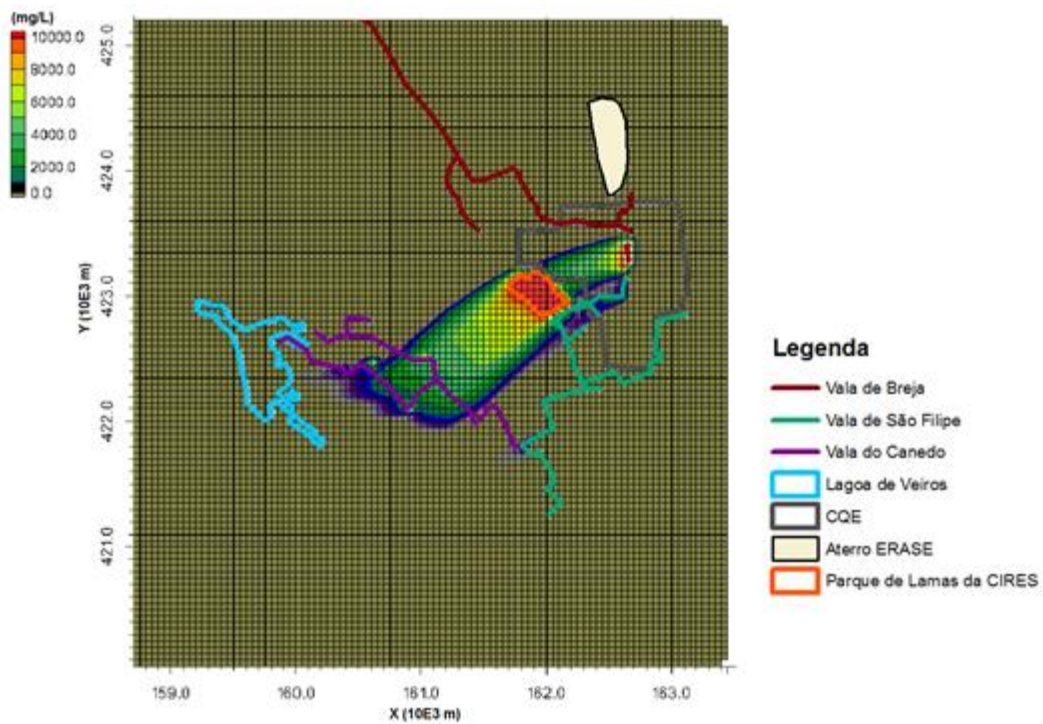 (mg/L)
10000.0
8000.0
6000.0
4000.0
2000.0
0.0
425.0
424.0
423.0
422.0
421.0
Y (10E3 m)
159.0 160.0 161.0 162.0 163.0
X (10E3 m)
Legenda
Vala de Breja
Vala de São Filipe
Vala do Canedo
Lagoa de Veiros
CQE
Aterro ERASE
Parque de Lamas da CIRES